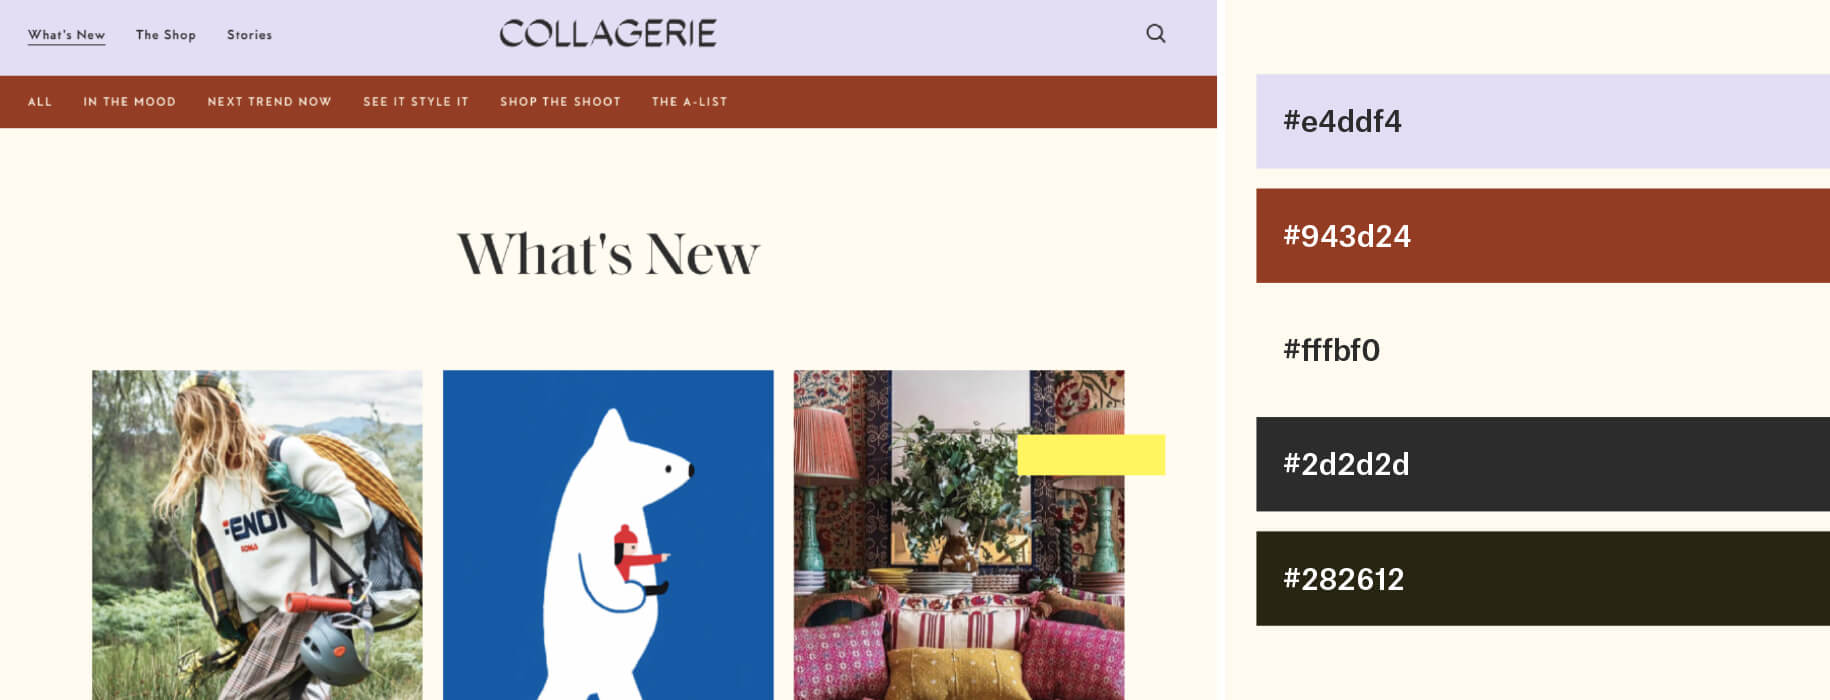 What's New The Shop Stories COLLAGERIE
ALL IN THE MOOD NEXT TREND NOW SEE IT STYLE IT SHOP THE SHOOT THE A-LIST
What's New
FENDI
ROMA
#e4ddf4
#943d24
#fffbf0
#2d2d2d
#282612